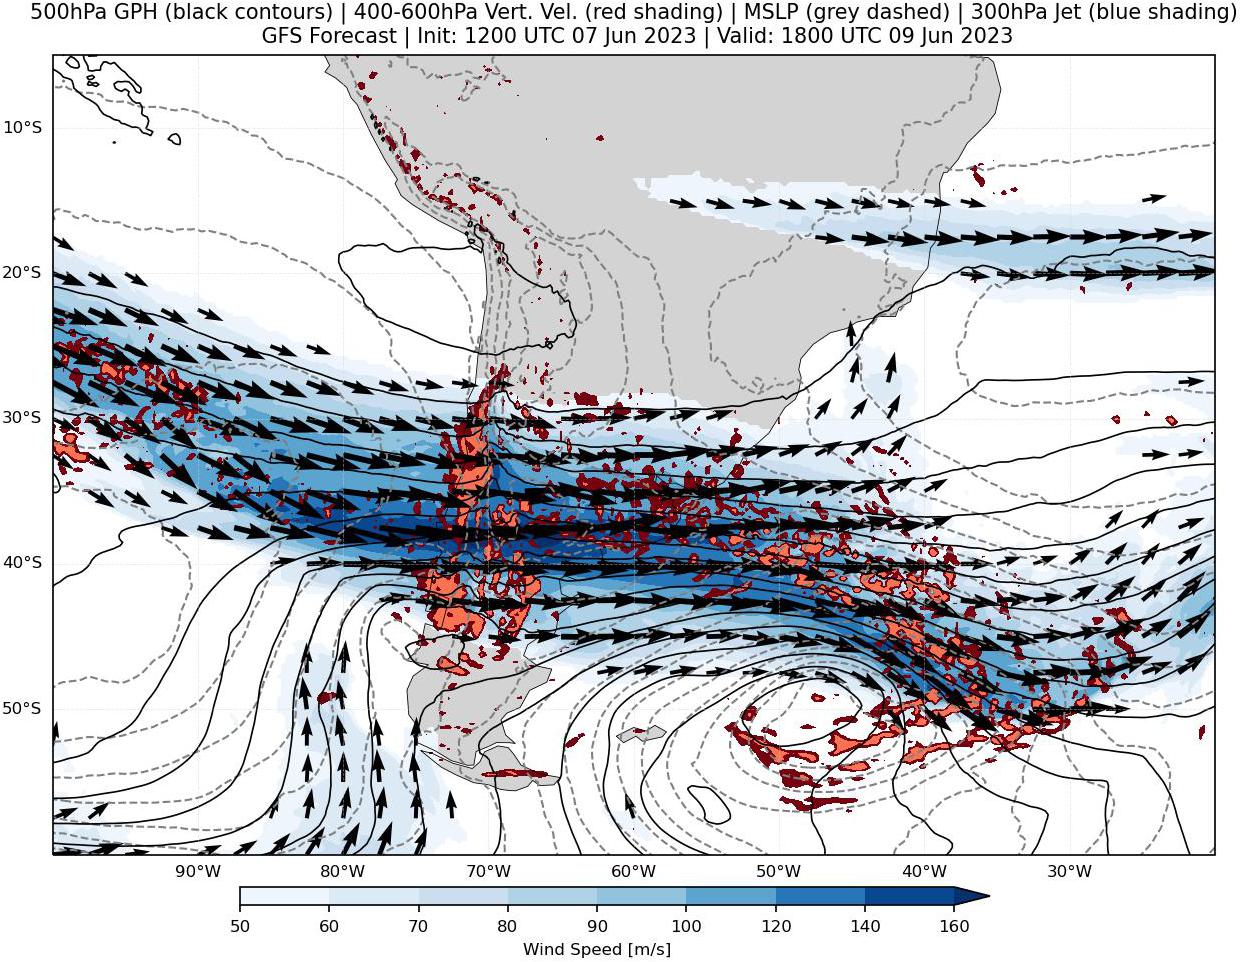 500hPa GPH (black contours) | 400-600hPa Vert. Vel. (red shading) | MSLP (grey dashed) | 300hPa Jet (blue shading)
GFS Forecast | Init: 1200 UTC 07 Jun 2023 | Valid: 1800 UTC 09 Jun 2023
10°S
20°S
30°S
40°S
50°S
90°W 80°W 70°W 60°W 50°W 40°W 30°W
50 60 70 80 90 100 120 140 160
Wind Speed [m/s]